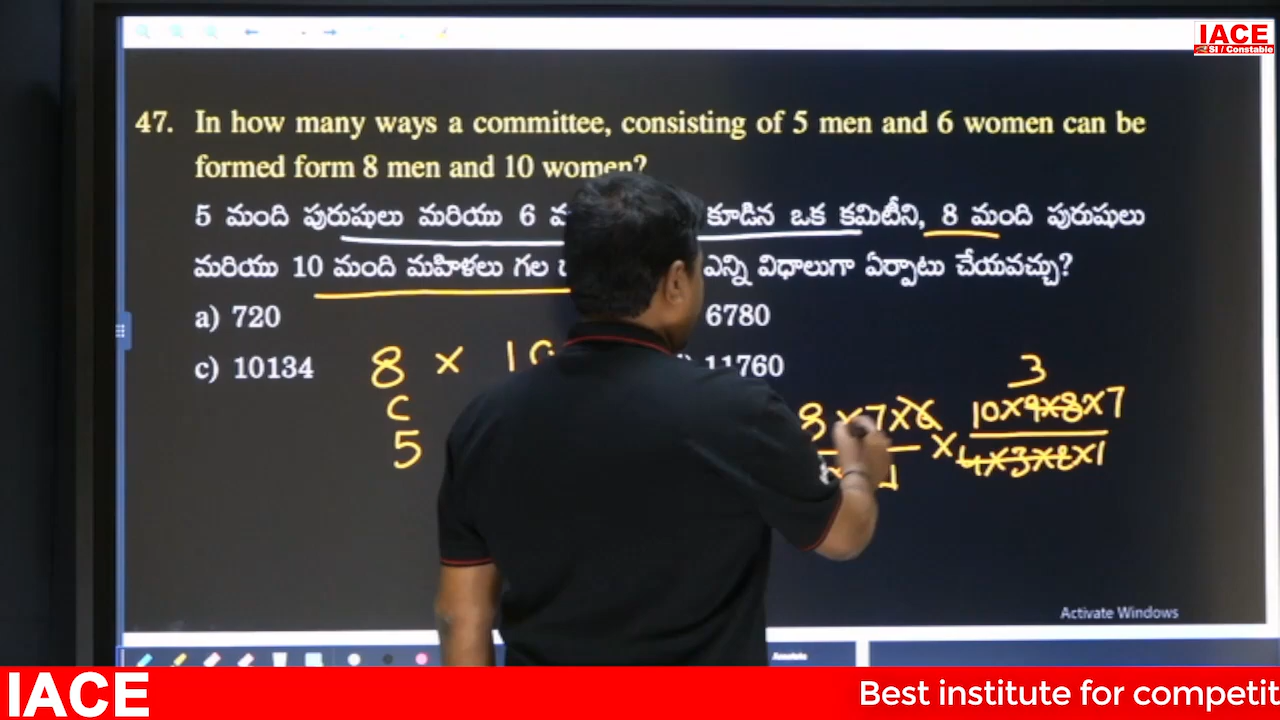 IACE
SI / Constable
47. In how many ways a committee, consisting of 5 men and 6 women can be
formed form 8 men and 10 women?
5 మంది పురుషులు మరియు 6 కూడిన ఒక కమిటీని, 8 మంది పురుషులు
మరియు 10 మంది మహిళలు గల ఎన్ని విధాలుగా ఏర్పాటు చేయవచ్చు?
a) 720 6780
c) 10134 11760
8 × 10
C
5
3
8 × 7 × 6 × 10×9×8×7
4×3×2×1
Activate Windows
IACE Best institute for competit